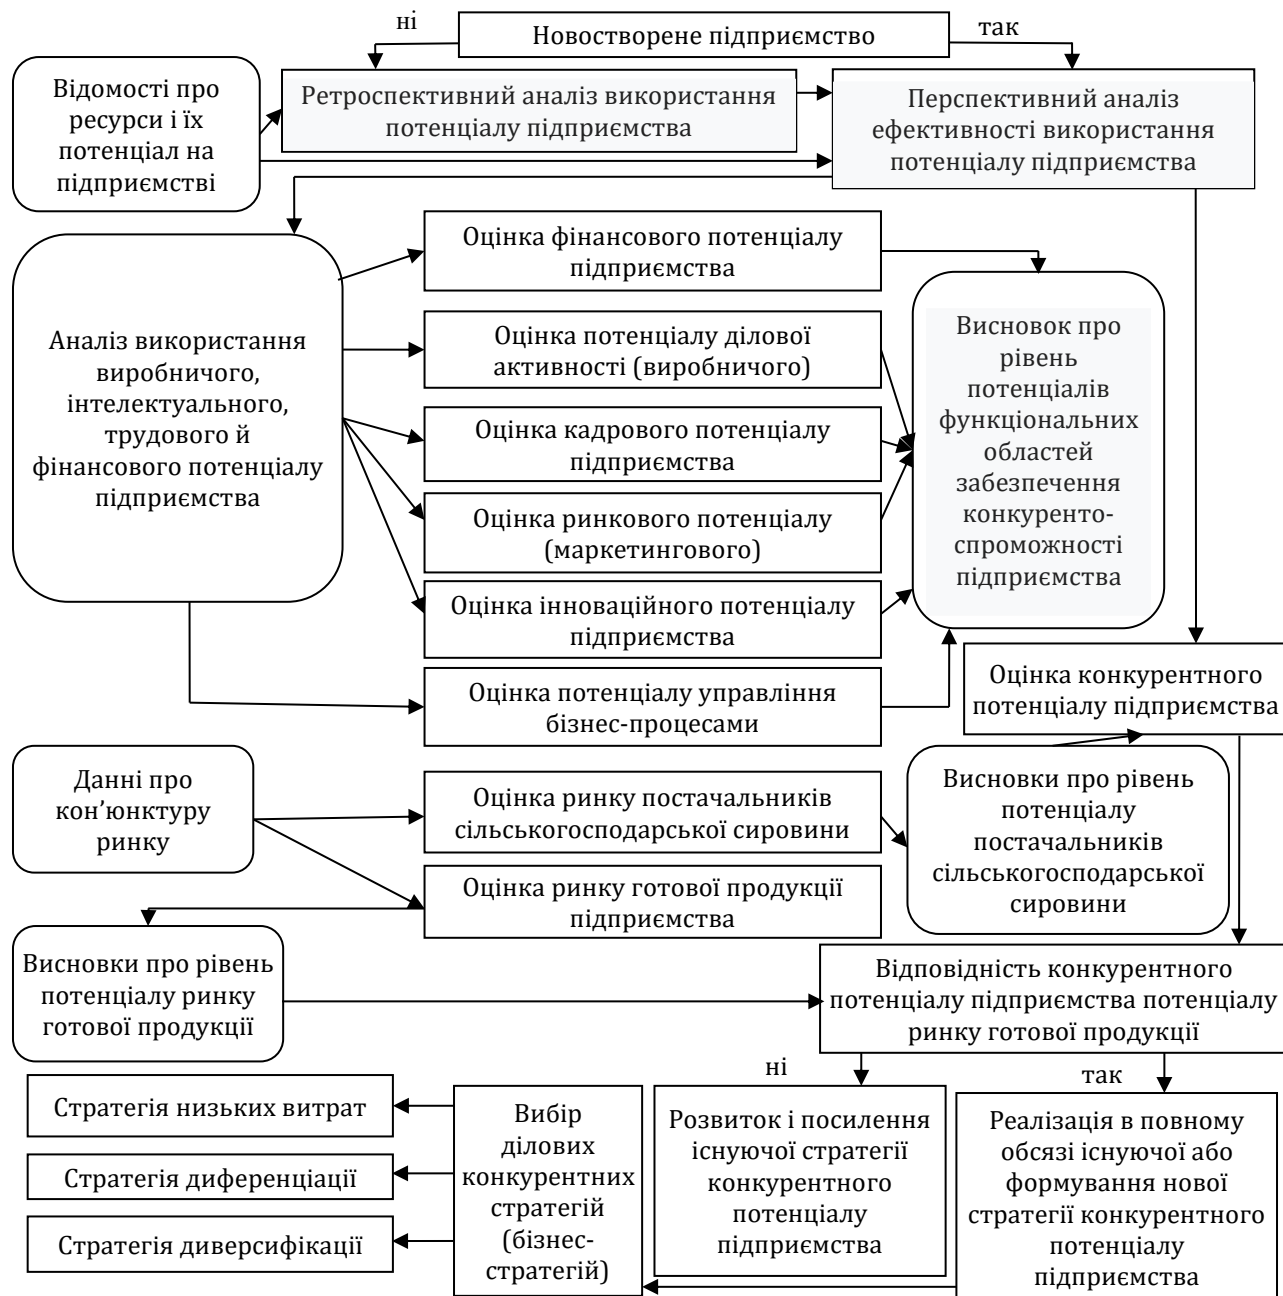 ні
Новостворене підприємство
так
Відомості про
ресурси і їх
потенціал на
підприємстві
Ретроспективний аналіз використання
потенціалу підприємства
Перспективний аналіз
ефективності використання
потенціалу підприємства
Аналіз використання
виробничого,
інтелектуального,
трудового й
фінансового потенціалу
підприємства
Оцінка фінансового потенціалу
підприємства
Оцінка потенціалу ділової
активності (виробничого)
Оцінка кадрового потенціалу
підприємства
Оцінка ринкового потенціалу
(маркетингового)
Оцінка інноваційного потенціалу
підприємства
Оцінка потенціалу управління
бізнес-процесами
Висновок про
рівень
потенціалів
функціональних
областей
забезпечення
конкуренто-
спроможності
підприємства
Оцінка конкурентного
потенціалу підприємства
Данні про
кон’юнктуру
ринку
Оцінка ринку постачальників
сільськогосподарської сировини
Оцінка ринку готової продукції
підприємства
Висновки про рівень
потенціалу
постачальників
сільськогосподарської
сировини
Висновки про рівень
потенціалу ринку
готової продукції
Відповідність конкурентного
потенціалу підприємства потенціалу
ринку готової продукції
ні
так
Стратегія низьких витрат
Стратегія диференціації
Стратегія диверсифікації
Вибір
ділових
конкурентних
стратегій
(бізнес-
стратегій)
Розвиток і посилення
існуючої стратегії
конкурентного
потенціалу
підприємства
Реалізація в повному
обсязі існуючої або
формування нової
стратегії конкурентного
потенціалу
підприємства